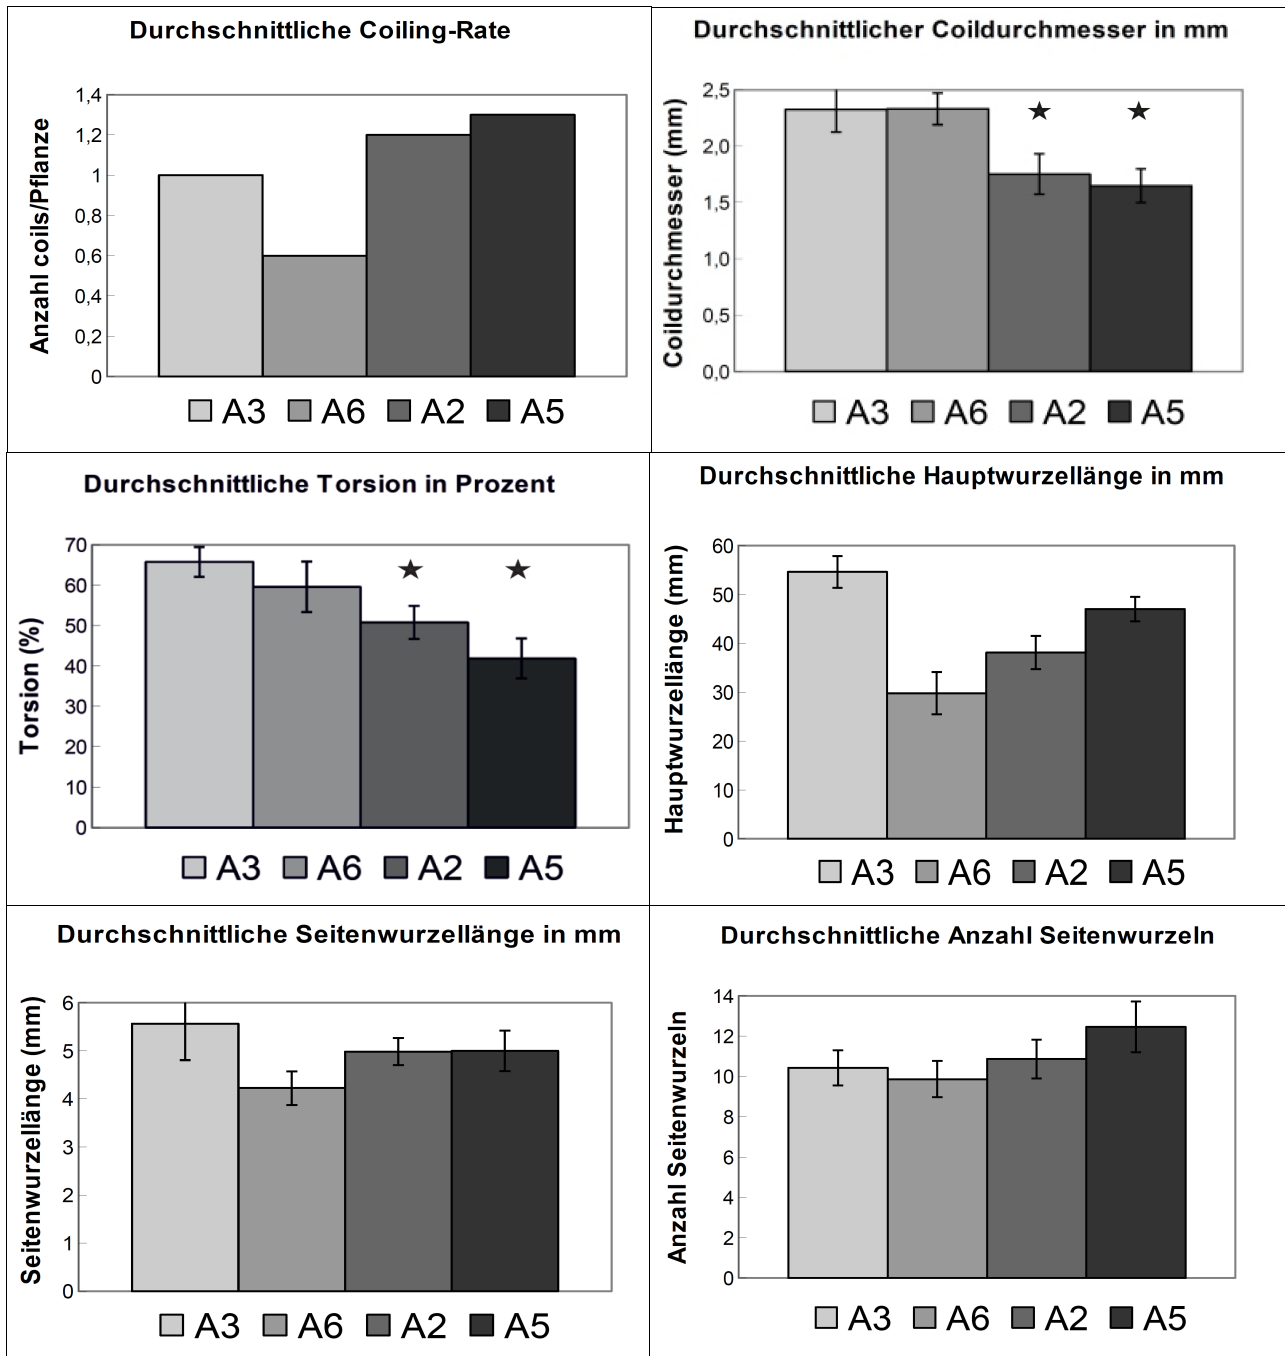 Durchschnittliche Coiling-Rate
Anzahl coils/Pflanze
1,4
1,2
1
0,8
0,6
0,4
0,2
0
A3 A6 A2 A5
Durchschnittlicher Coildurchmesser in mm
Coildurchmesser (mm)
2,5
2,0
1,5
1,0
0,5
0,0
A3 A6 A2 A5
Durchschnittliche Torsion in Prozent
Torsion (%)
70
60
50
40
30
20
10
0
A3 A6 A2 A5
Durchschnittliche Hauptwurzellänge in mm
Hauptwurzellänge (mm)
60
50
40
30
20
10
0
A3 A6 A2 A5
Durchschnittliche Seitenwurzellänge in mm
Seitenwurzellänge (mm)
6
5
4
3
2
1
0
A3 A6 A2 A5
Durchschnittliche Anzahl Seitenwurzeln
Anzahl Seitenwurzeln
14
12
10
8
6
4
2
0
A3 A6 A2 A5